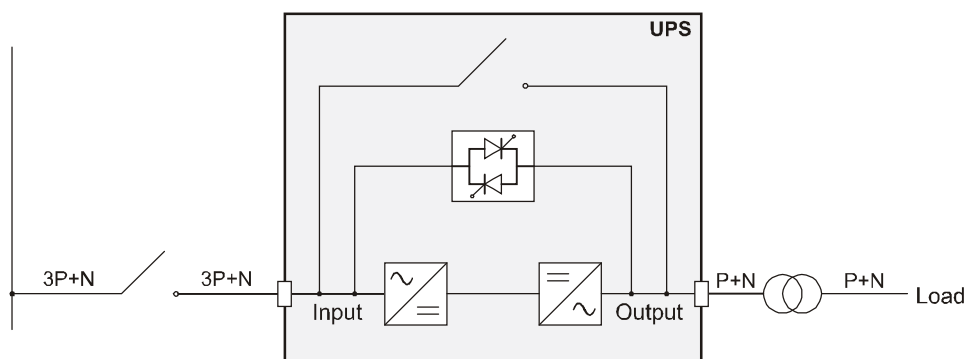 UPS
3P+N
3P+N
Input
Output
P+N
P+N
Load